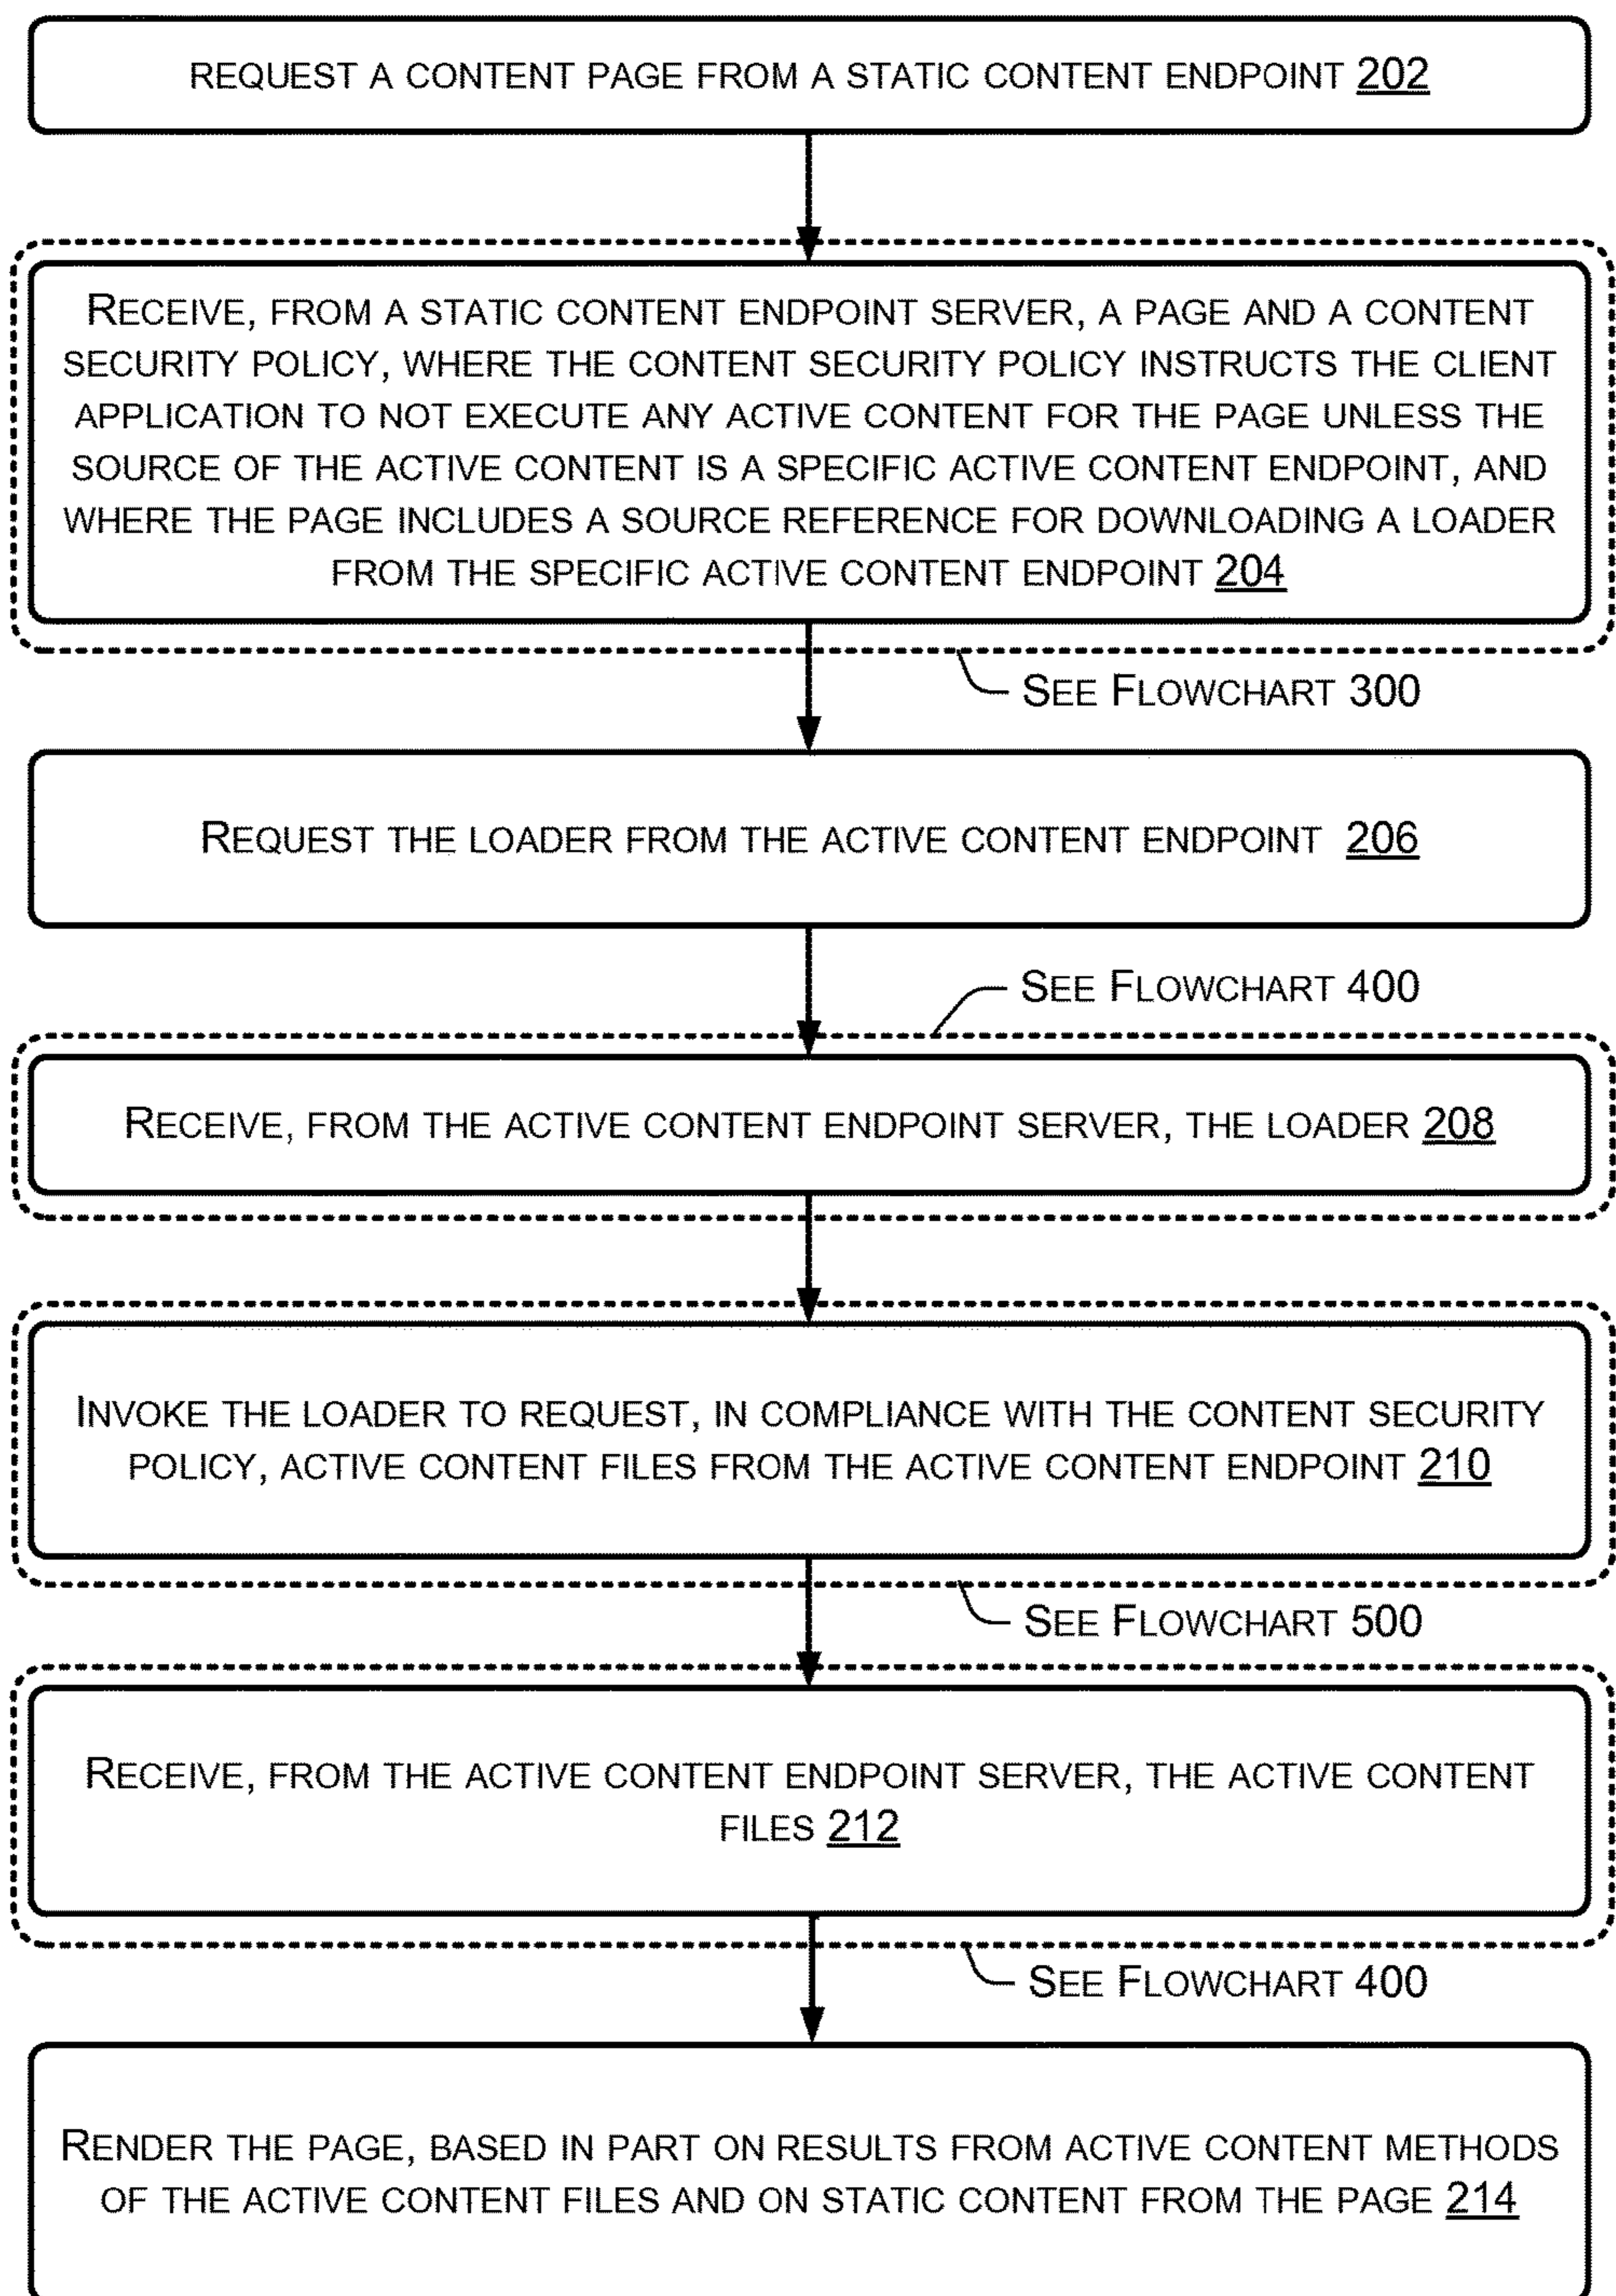 REQUEST A CONTENT PAGE FROM A STATIC CONTENT ENDPOINT 202
RECEIVE, FROM A STATIC CONTENT ENDPOINT SERVER, A PAGE AND A CONTENT
SECURITY POLICY, WHERE THE CONTENT SECURITY POLICY INSTRUCTS THE CLIENT
APPLICATION TO NOT EXECUTE ANY ACTIVE CONTENT FOR THE PAGE UNLESS THE
SOURCE OF THE ACTIVE CONTENT IS A SPECIFIC ACTIVE CONTENT ENDPOINT, AND
WHERE THE PAGE INCLUDES A SOURCE REFERENCE FOR DOWNLOADING A LOADER
FROM THE SPECIFIC ACTIVE CONTENT ENDPOINT 204
SEE FLOWCHART 300
REQUEST THE LOADER FROM THE ACTIVE CONTENT ENDPOINT 206
SEE FLOWCHART 400
RECEIVE, FROM THE ACTIVE CONTENT ENDPOINT SERVER, THE LOADER 208
INVOKE THE LOADER TO REQUEST, IN COMPLIANCE WITH THE CONTENT SECURITY
POLICY, ACTIVE CONTENT FILES FROM THE ACTIVE CONTENT ENDPOINT 210
SEE FLOWCHART 500
RECEIVE, FROM THE ACTIVE CONTENT ENDPOINT SERVER, THE ACTIVE CONTENT
FILES 212
SEE FLOWCHART 400
RENDER THE PAGE, BASED IN PART ON RESULTS FROM ACTIVE CONTENT METHODS
OF THE ACTIVE CONTENT FILES AND ON STATIC CONTENT FROM THE PAGE 214